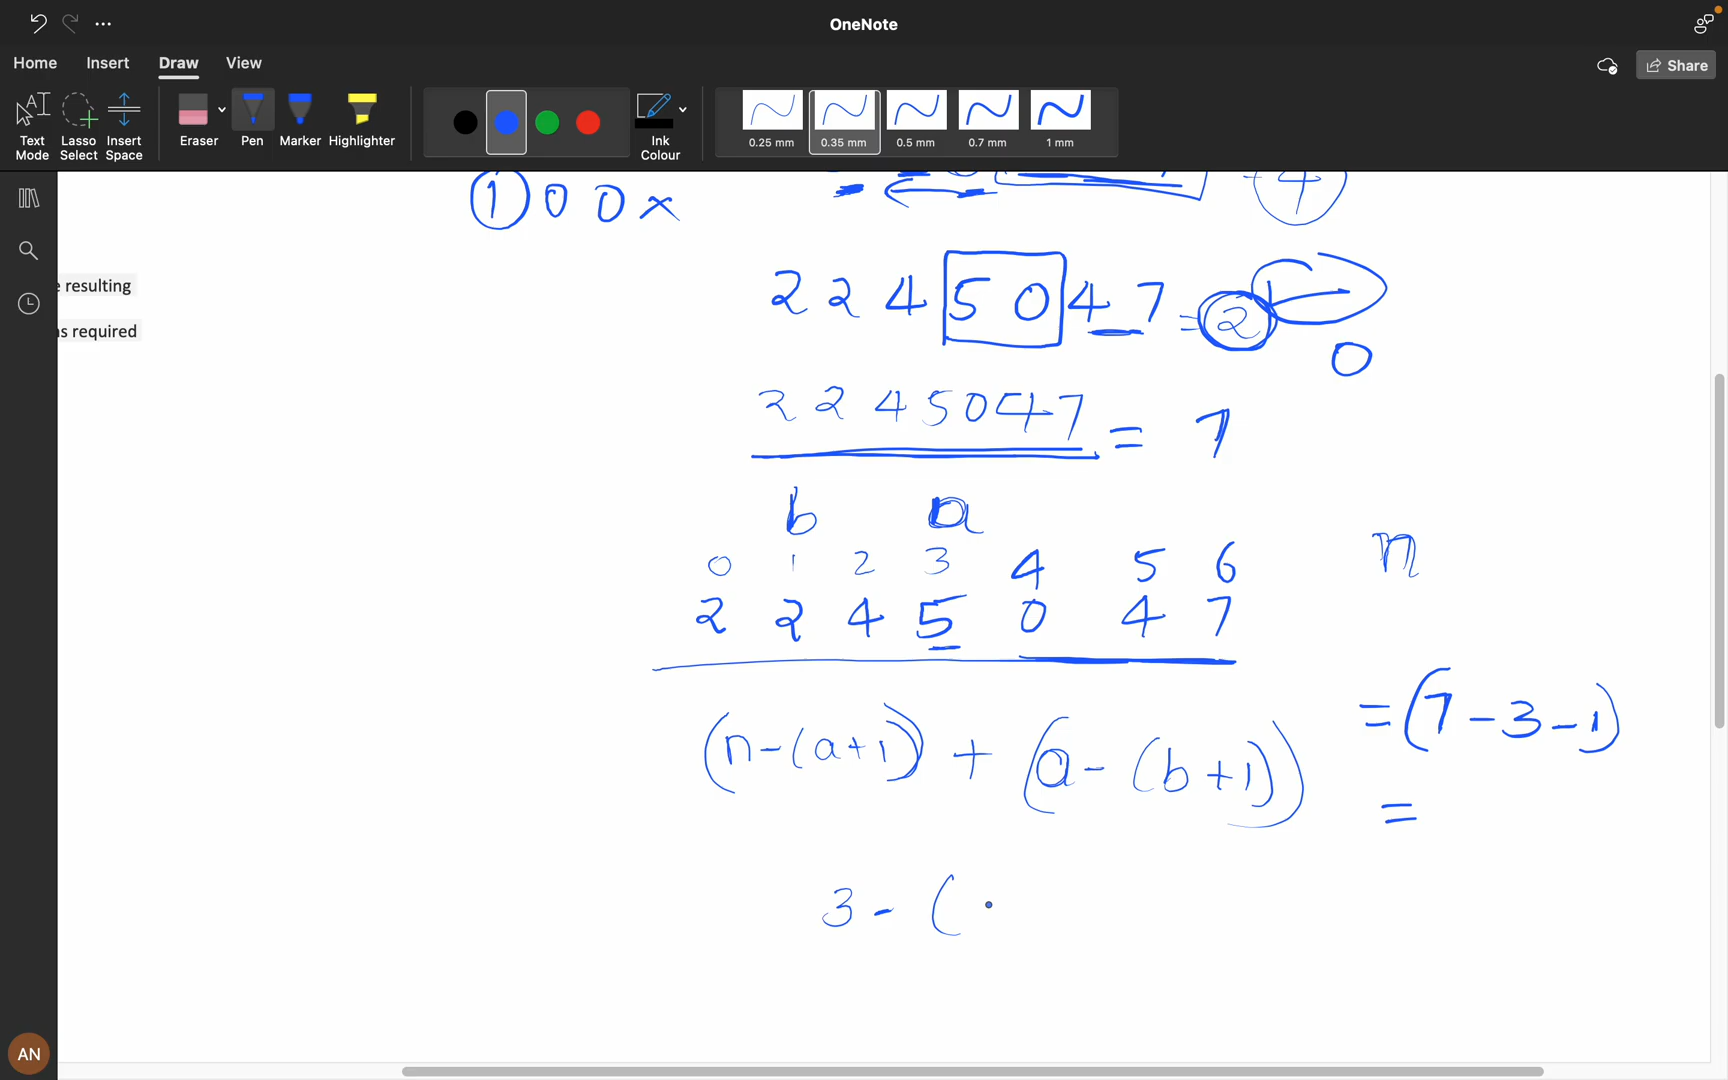 OneNote
Home Insert Draw View
Share
Text Mode
Lasso Select
Insert Space
Eraser
Pen
Marker
Highlighter
Ink Colour
0.25 mm
0.35 mm
0.5 mm
0.7 mm
1 mm
1 0 0 x
4
e resulting
2 2 4 5 0 4 7 = 2
0
as required
2 2 4 5 0 4 7 = 7
b a
0 1 2 3 4 5 6 n
2 2 4 5 0 4 7
(n-(a+1)) + (a-(b+1)) = (7-3-1)
=
3 - (
AN